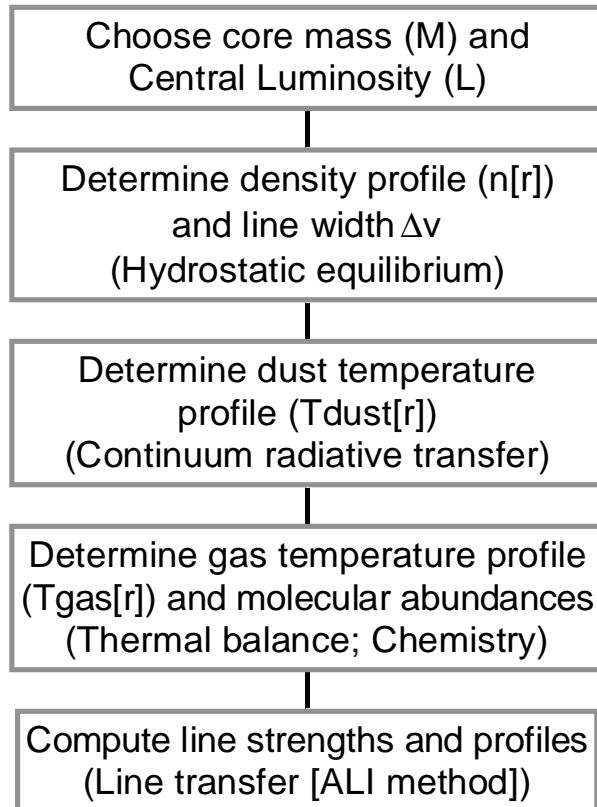 Choose core mass (M) and
Central Luminosity (L)
Determine density profile (n[r])
and line width Δv
(Hydrostatic equilibrium)
Determine dust temperature
profile (Tdust[r])
(Continuum radiative transfer)
Determine gas temperature profile
(Tgas[r]) and molecular abundances
(Thermal balance; Chemistry)
Compute line strengths and profiles
(Line transfer [ALI method])